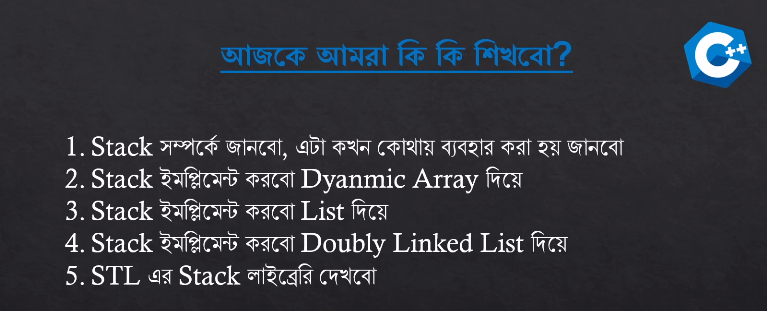 আজকে আমরা কি কি শিখবো?
C++
1. Stack সম্পর্কে জানবো, এটা কখন কোথায় ব্যবহার করা হয় জানবো
2. Stack ইমপ্লিমেন্ট করবো Dyanmic Array দিয়ে
3. Stack ইমপ্লিমেন্ট করবো List দিয়ে
4. Stack ইমপ্লিমেন্ট করবো Doubly Linked List দিয়ে
5. STL এর Stack লাইব্রেরি দেখবো